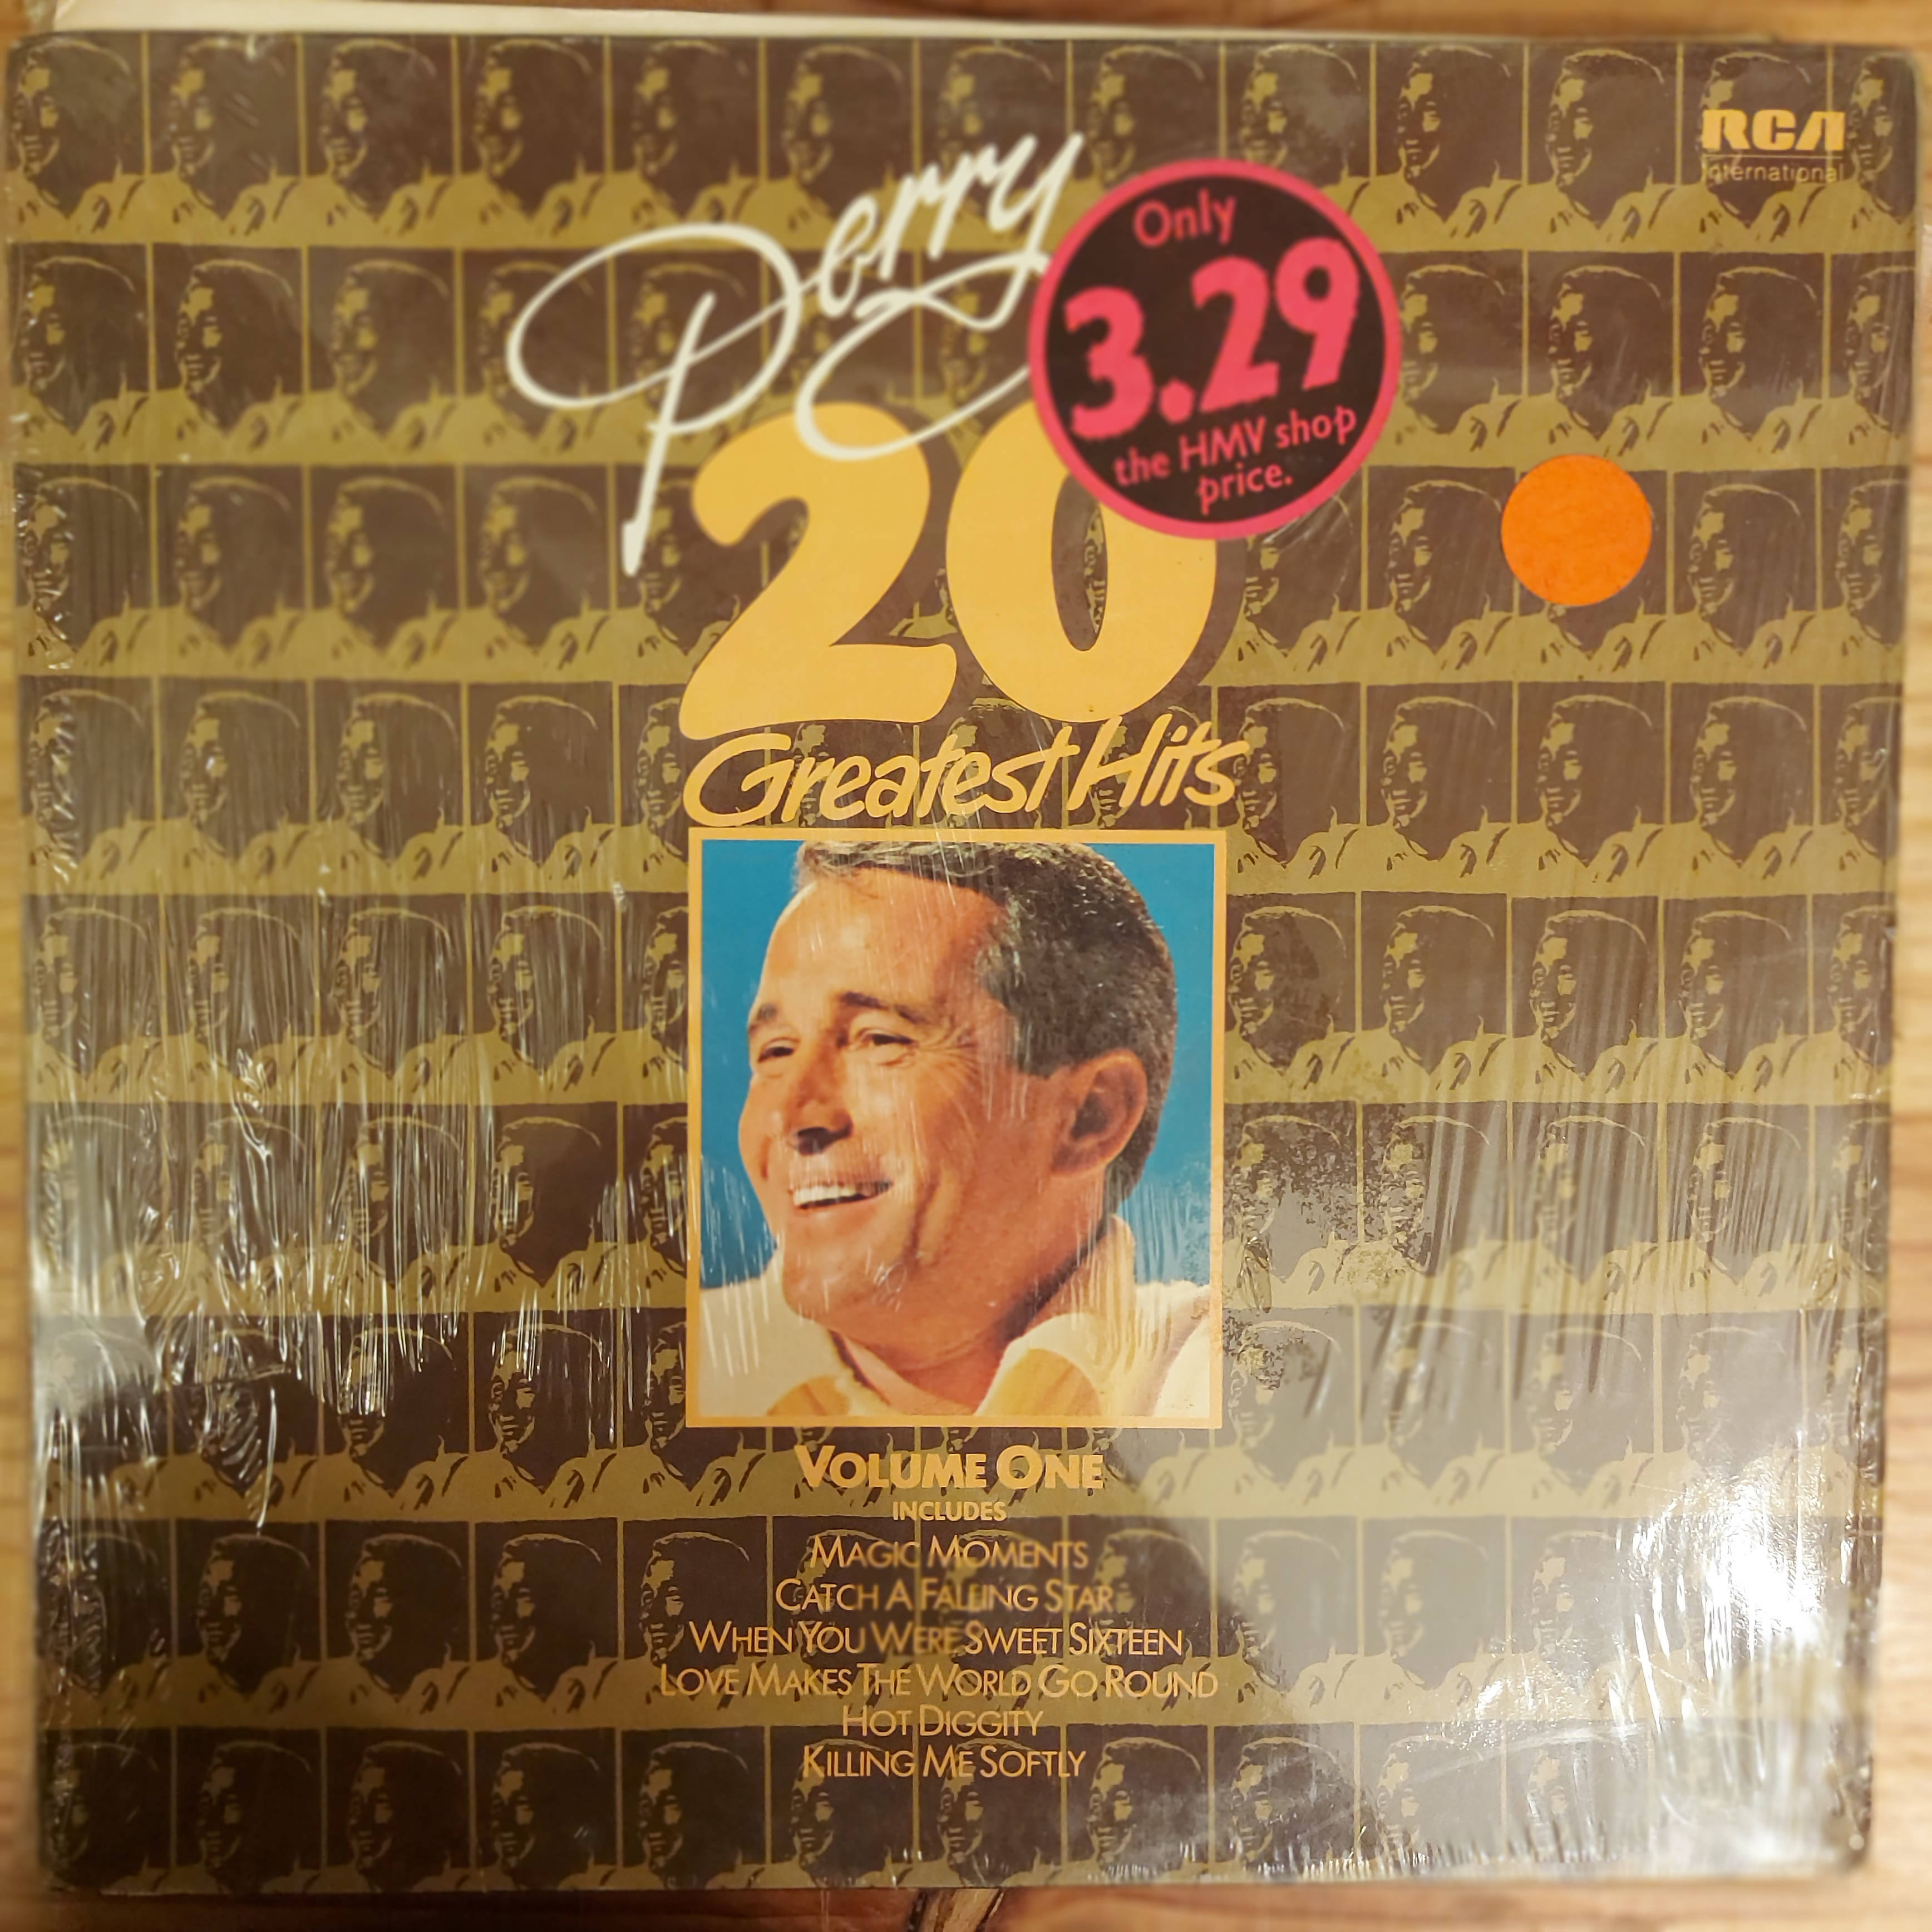 RCA
International
Perry
Only
3.29
the HMV shop
price.
20
Greatest Hits
VOLUME ONE
INCLUDES
MAGIC MOMENTS
CATCH A FALLING STAR
WHEN YOU WERE SWEET SIXTEEN
LOVE MAKES THE WORLD GO ROUND
HOT DIGGITY
KILLING ME SOFTLY